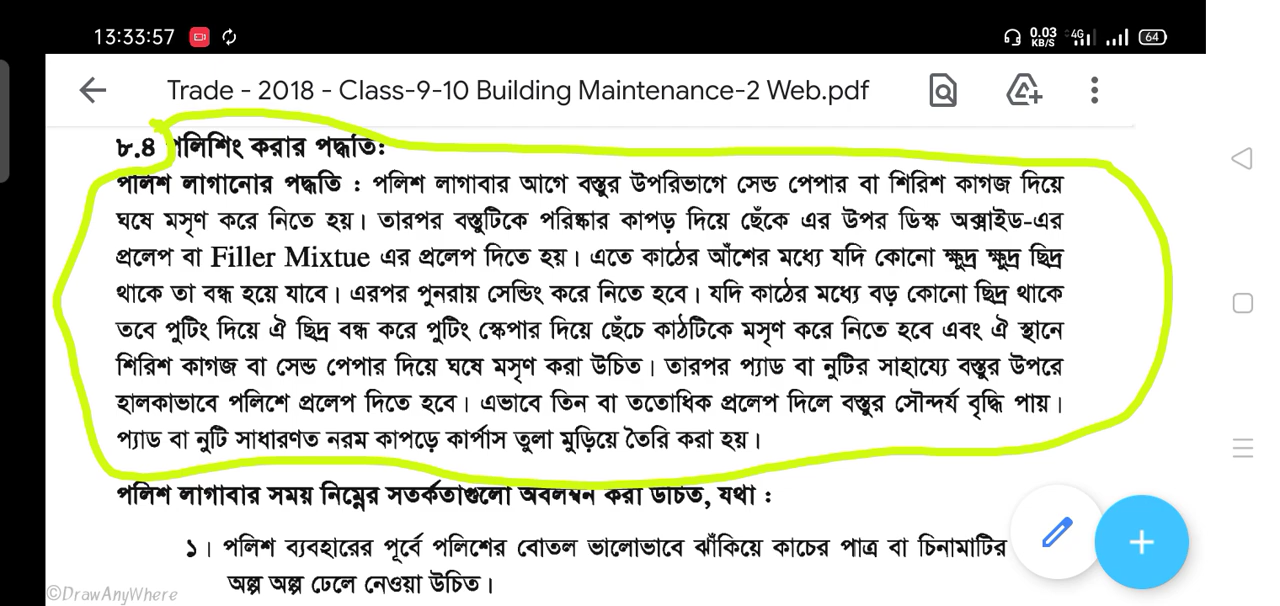 13:33:57
0.03 KB/S 4G 64
Trade - 2018 - Class-9-10 Building Maintenance-2 Web.pdf
৮.৪ পলিশিং করার পদ্ধতি:
পলিশ লাগানোর পদ্ধতি : পলিশ লাগাবার আগে বস্তুর উপরিভাগে সেন্ড পেপার বা শিরিশ কাগজ দিয়ে
ঘষে মসৃণ করে নিতে হয়। তারপর বস্তুটিকে পরিষ্কার কাপড় দিয়ে ছেঁকে এর উপর ডিস্ক অক্সাইড-এর
প্রলেপ বা Filler Mixtue এর প্রলেপ দিতে হয়। এতে কাঠের আঁশের মধ্যে যদি কোনো ক্ষুদ্র ক্ষুদ্র ছিদ্র
থাকে তা বন্ধ হয়ে যাবে। এরপর পুনরায় সেন্ডিং করে নিতে হবে। যদি কাঠের মধ্যে বড় কোনো ছিদ্র থাকে
তবে পুটিং দিয়ে ঐ ছিদ্র বন্ধ করে পুটিং স্কেপার দিয়ে ছেঁচে কাঠটিকে মসৃণ করে নিতে হবে এবং ঐ স্থানে
শিরিশ কাগজ বা সেন্ড পেপার দিয়ে ঘষে মসৃণ করা উচিত। তারপর প্যাড বা নুটির সাহায্যে বস্তুর উপরে
হালকাভাবে পলিশে প্রলেপ দিতে হবে। এভাবে তিন বা ততোধিক প্রলেপ দিলে বস্তুর সৌন্দর্য বৃদ্ধি পায়।
প্যাড বা নুটি সাধারণত নরম কাপড়ে কার্পাস তুলা মুড়িয়ে তৈরি করা হয়।
পলিশ লাগাবার সময় নিম্নের সতর্কতাগুলো অবলম্বন করা উচিত, যথা :
১। পলিশ ব্যবহারের পূর্বে পলিশের বোতল ভালোভাবে ঝাঁকিয়ে কাচের পাত্র বা চিনামাটির
অল্প অল্প ঢেলে নেওয়া উচিত।
©DrawAnyWhere